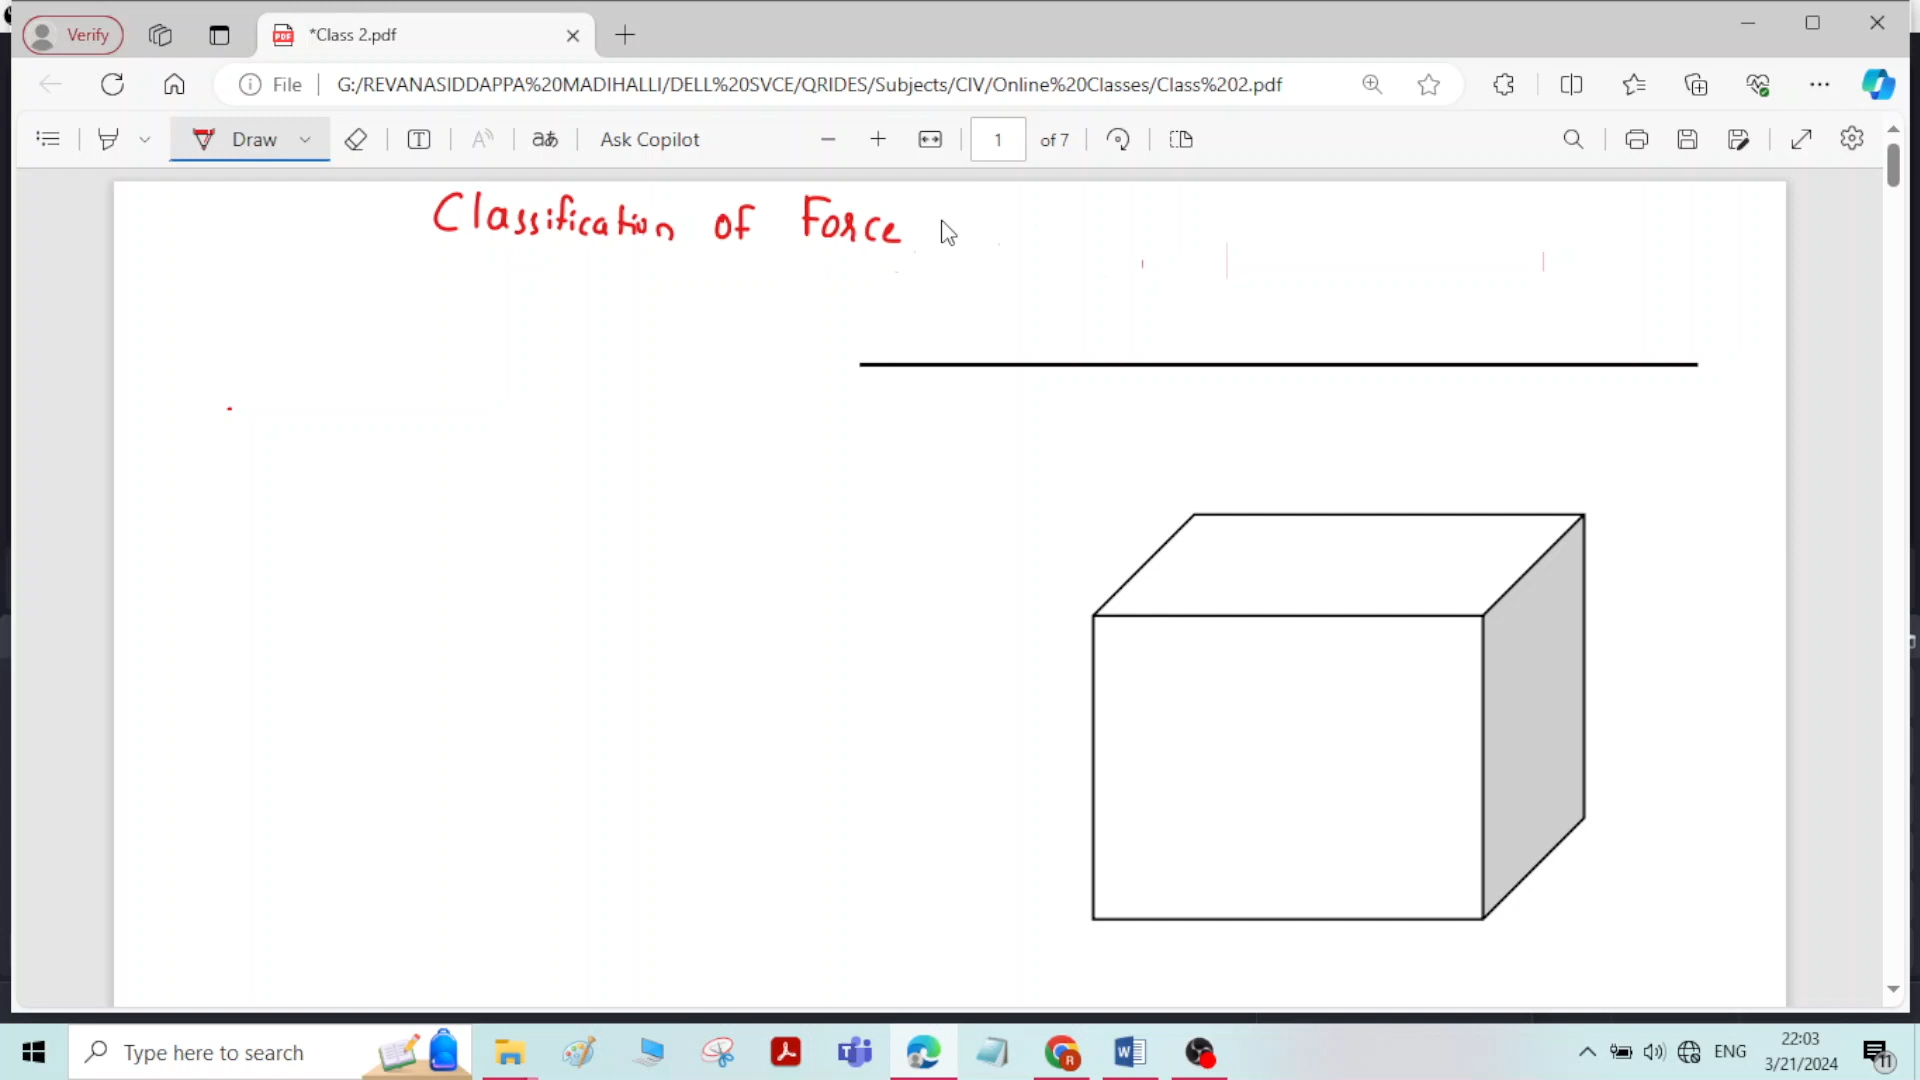 Verify
*Class 2.pdf
File
G:/REVANASIDDAPPA%20MADIHALLI/DELL%20SVCE/QRIDES/Subjects/CIV/Online%20Classes/Class%202.pdf
Draw
Ask Copilot
1 of 7
Classification of Force
Type here to search
ENG
22:03
3/21/2024
11